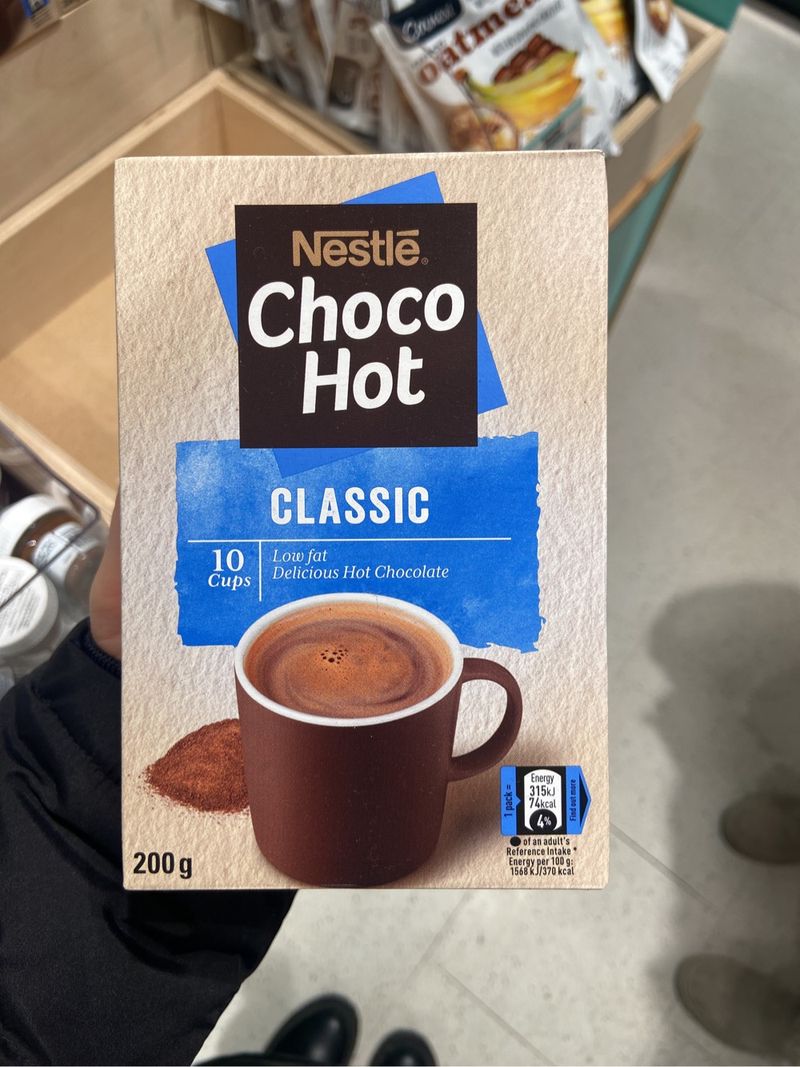 oatmeal
Nestlé®
Choco
Hot
CLASSIC
10
Cups
Low fat
Delicious Hot Chocolate
1 pack =
Energy
315kJ
74kcal
4%
Find out more
of an adult's
Reference Intake *
Energy per 100 g:
1568 kJ/370 kcal
200 g